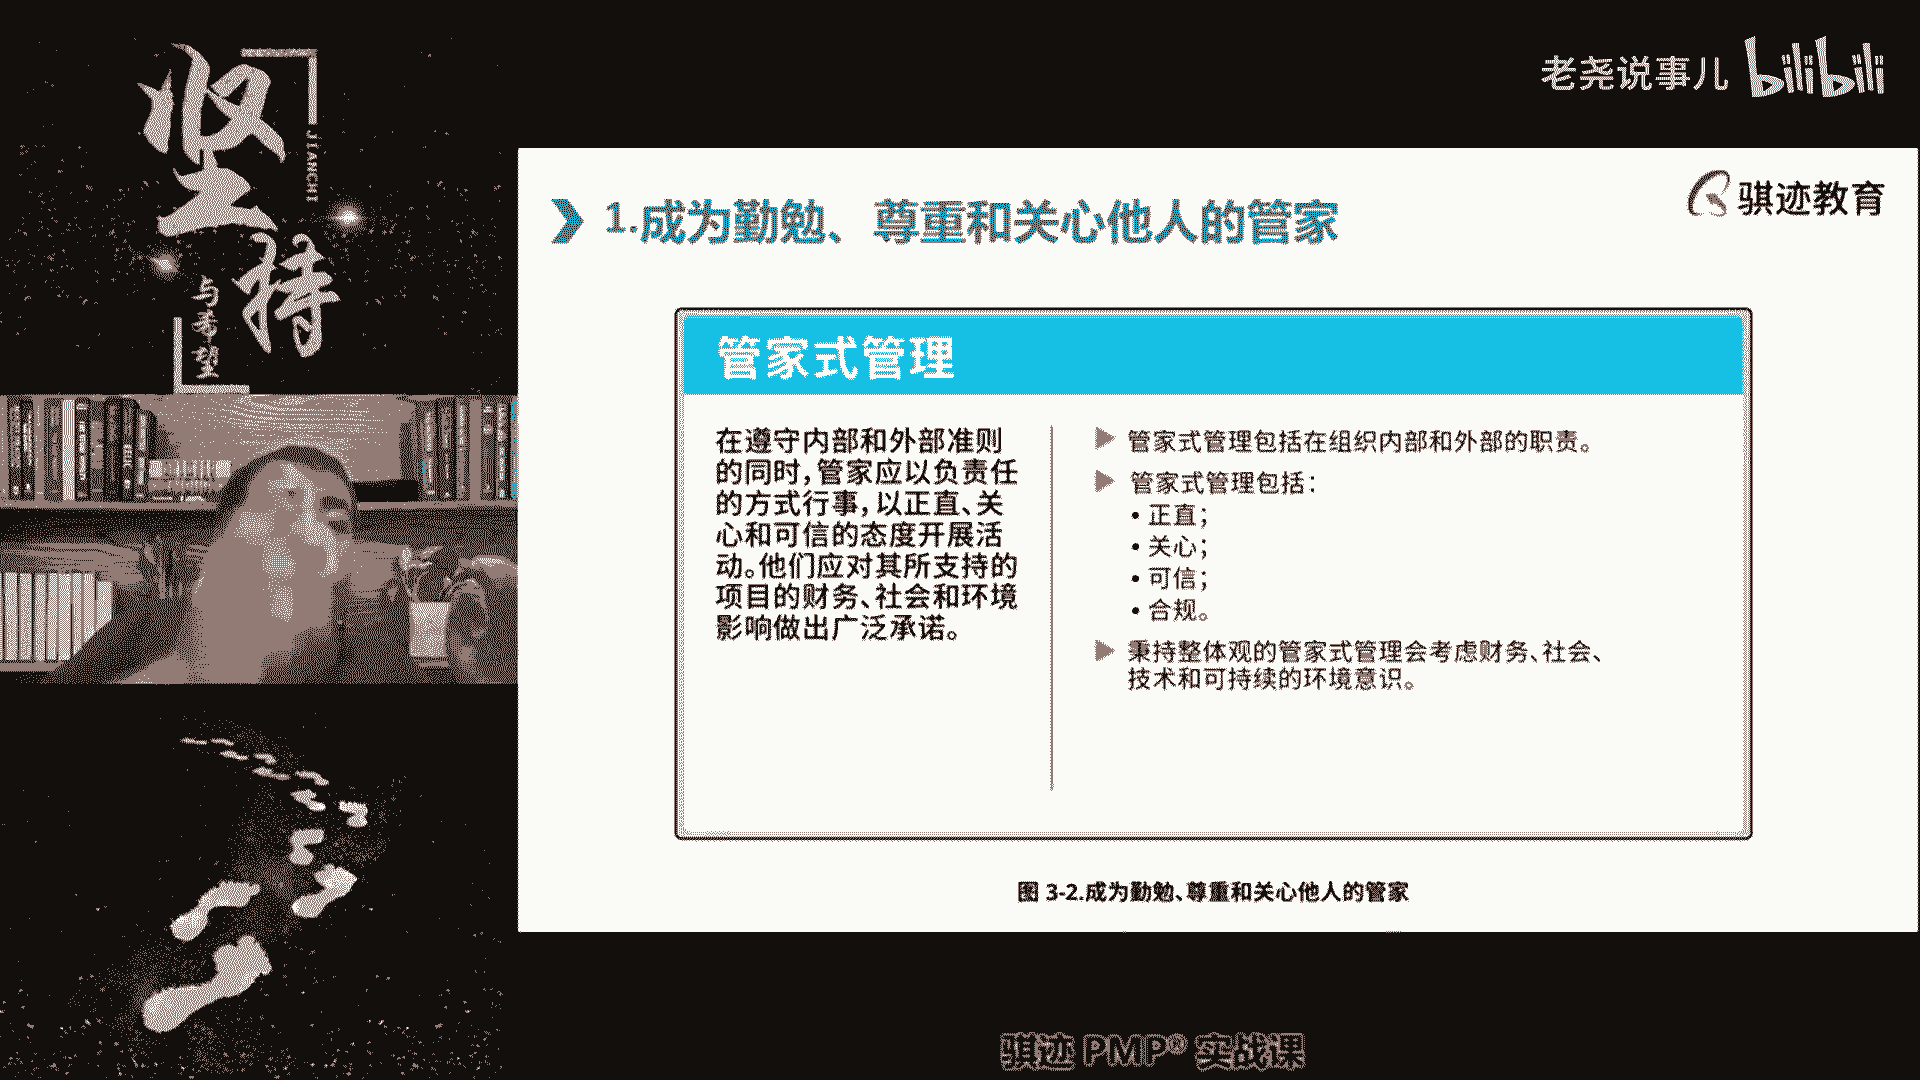 坚
JIANCHI
持
与希望
老尧说事儿 bilibili
骐迹教育
1.成为勤勉、尊重和关心他人的管家
管家式管理
在遵守内部和外部准则
的同时，管家应以负责任
的方式行事，以正直、关
心和可信的态度开展活
动。他们应对其所支持的
项目的财务、社会和环境
影响做出广泛承诺。
管家式管理包括在组织内部和外部的职责。
管家式管理包括：
• 正直；
• 关心；
• 可信；
• 合规。
秉持整体观的管家式管理会考虑财务、社会、
技术和可持续的环境意识。
图 3-2.成为勤勉、尊重和关心他人的管家
骐迹 PMP® 实战课